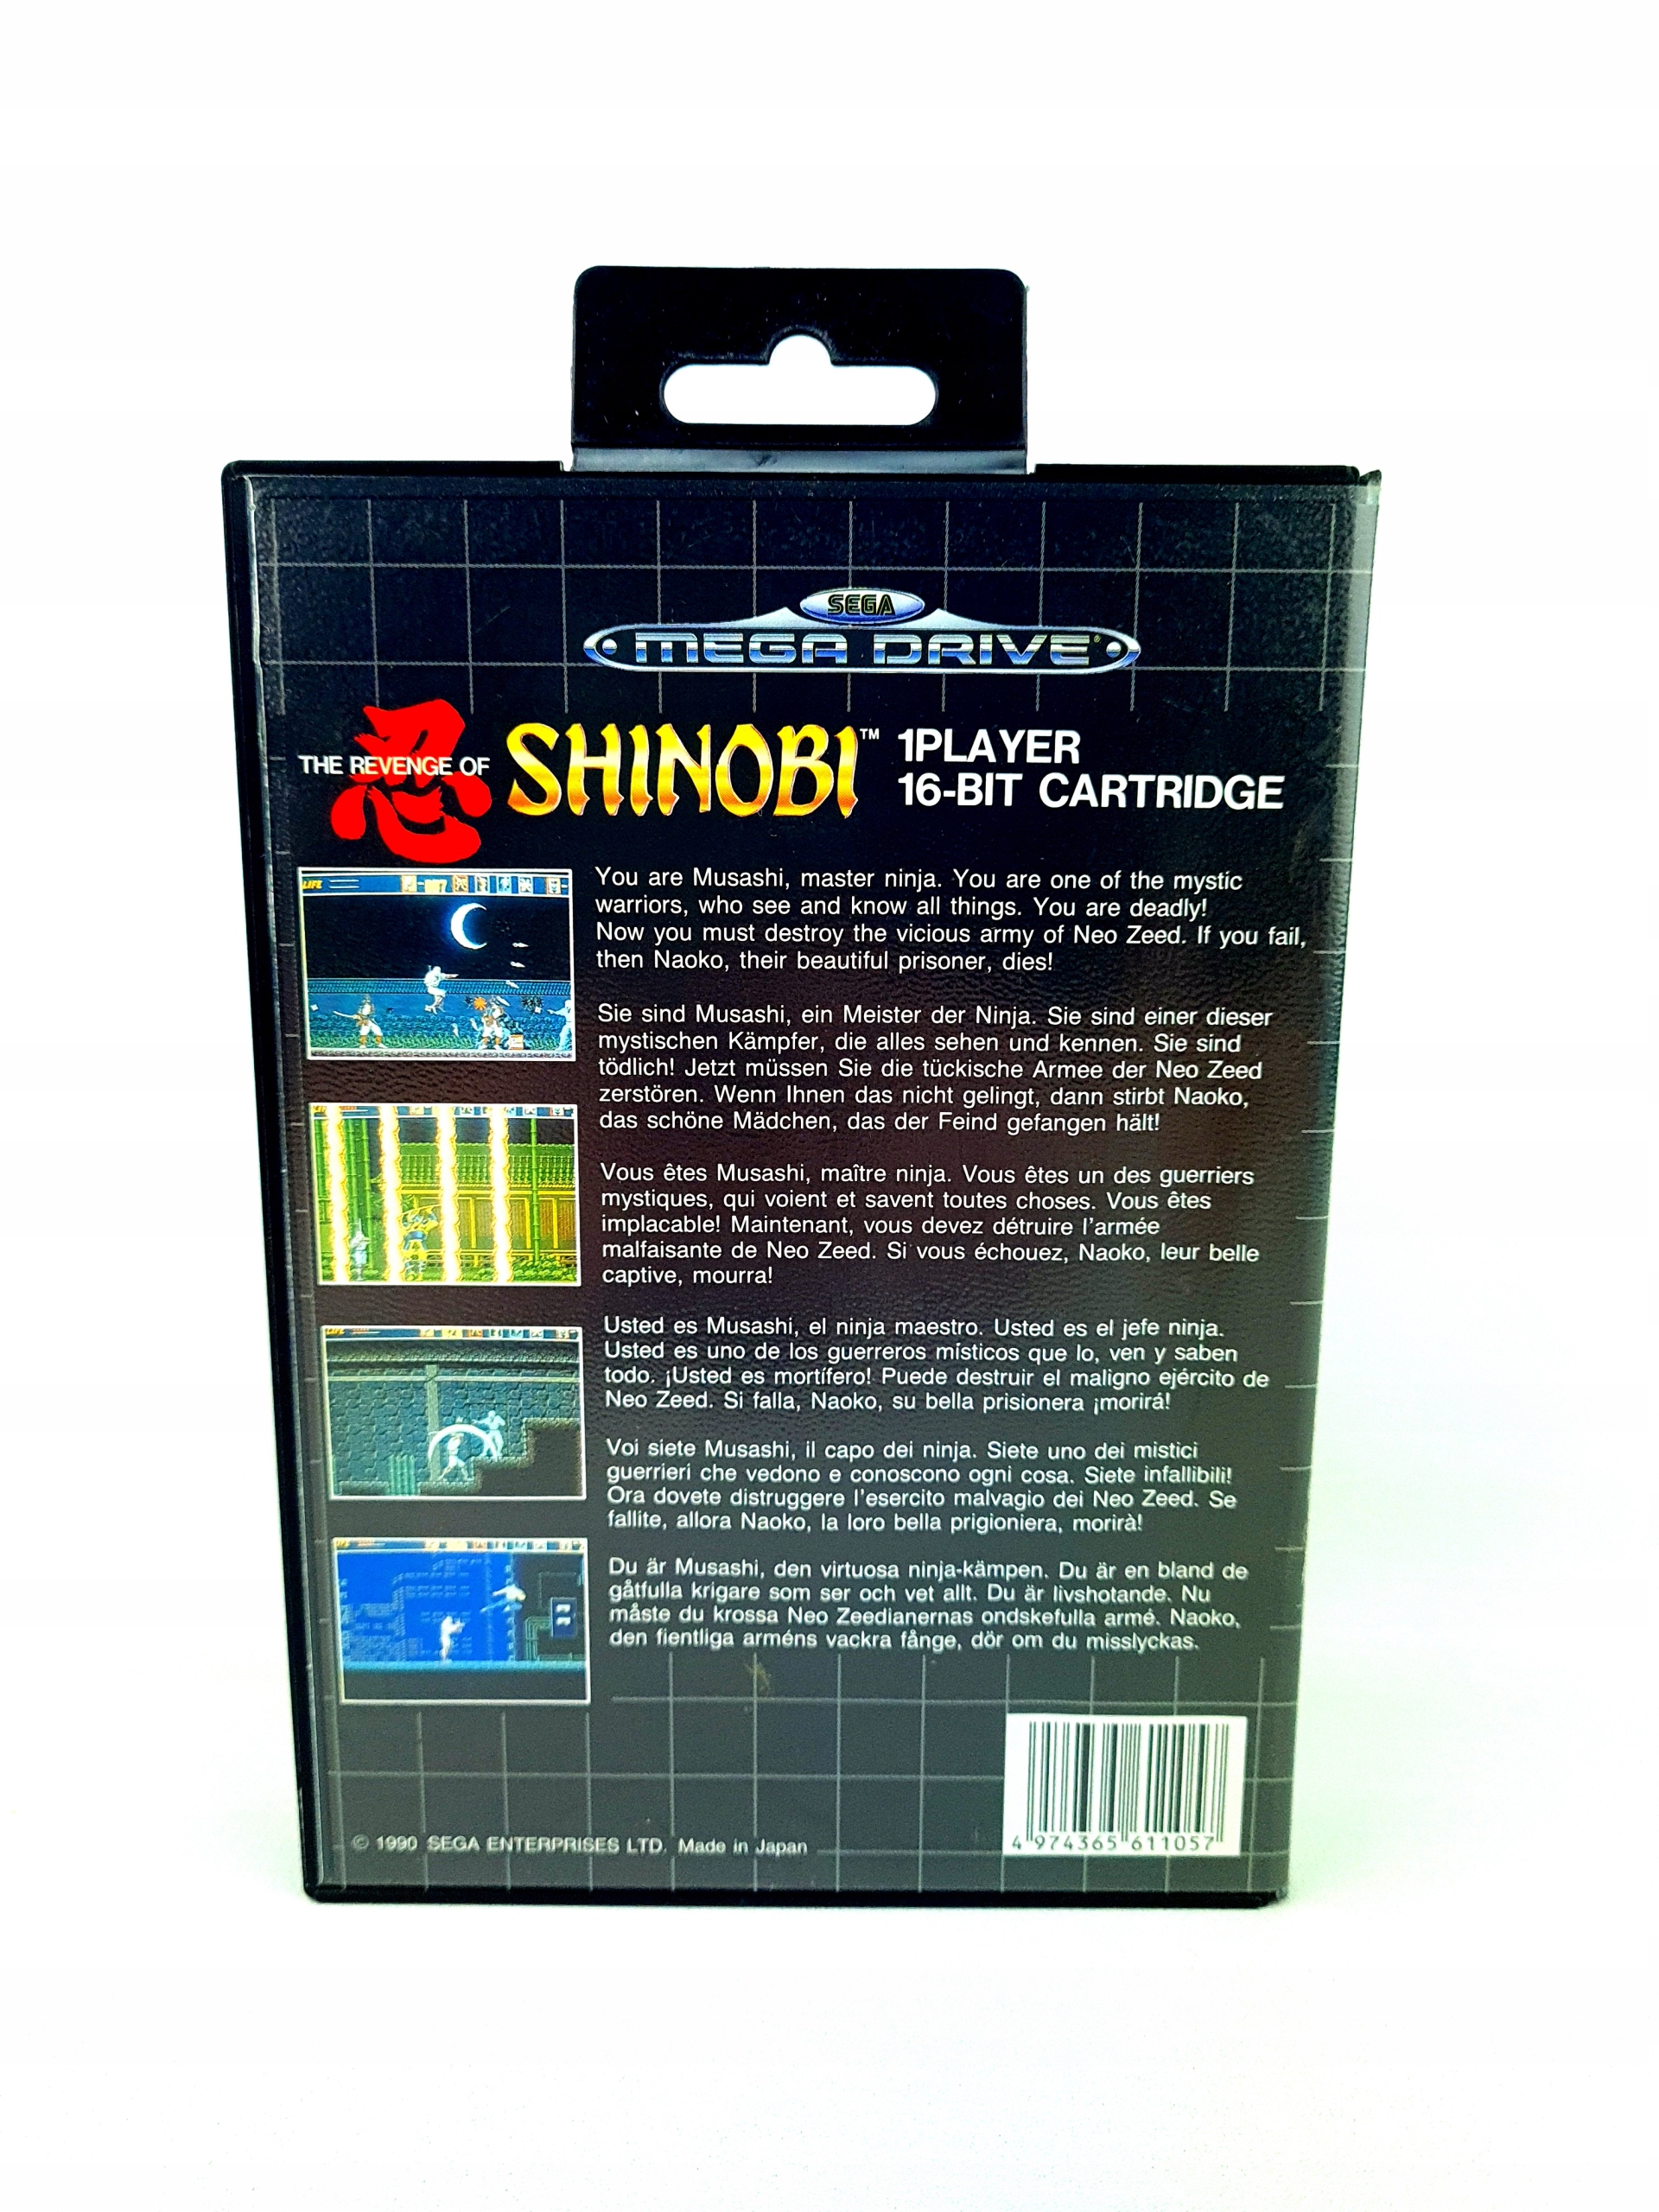 SEGA
MEGA DRIVE
忍
THE REVENGE OF SHINOBI™
1PLAYER
16-BIT CARTRIDGE
LIFE
You are Musashi, master ninja. You are one of the mystic
warriors, who see and know all things. You are deadly!
Now you must destroy the vicious army of Neo Zeed. If you fail,
then Naoko, their beautiful prisoner, dies!
Sie sind Musashi, ein Meister der Ninja. Sie sind einer dieser
mystischen Kämpfer, die alles sehen und kennen. Sie sind
tödlich! Jetzt müssen Sie die tückische Armee der Neo Zeed
zerstören. Wenn Ihnen das nicht gelingt, dann stirbt Naoko,
das schöne Mädchen, das der Feind gefangen hält!
Vous êtes Musashi, maître ninja. Vous êtes un des guerriers
mystiques, qui voient et savent toutes choses. Vous êtes
implacable! Maintenant, vous devez détruire l'armée
malfaisante de Neo Zeed. Si vous échouez, Naoko, leur belle
captive, mourra!
LIFE
Usted es Musashi, el ninja maestro. Usted es el jefe ninja.
Usted es uno de los guerreros místicos que lo, ven y saben
todo. ¡Usted es mortífero! Puede destruir el maligno ejército de
Neo Zeed. Si falla, Naoko, su bella prisionera ¡morirá!
Voi siete Musashi, il capo dei ninja. Siete uno dei mistici
guerrieri che vedono e conoscono ogni cosa. Siete infallibili!
Ora dovete distruggere l'esercito malvagio dei Neo Zeed. Se
fallite, allora Naoko, la loro bella prigioniera, morirà!
Du är Musashi, den virtuosa ninja-kämpen. Du är en bland de
gåtfulla krigare som ser och vet allt. Du är livshotande. Nu
måste du krossa Neo Zeedianernas ondskefulla armé. Naoko,
den fientliga arméns vackra fånge, dör om du misslyckas.
© 1990 SEGA ENTERPRISES LTD. Made in Japan
4 974365 611057